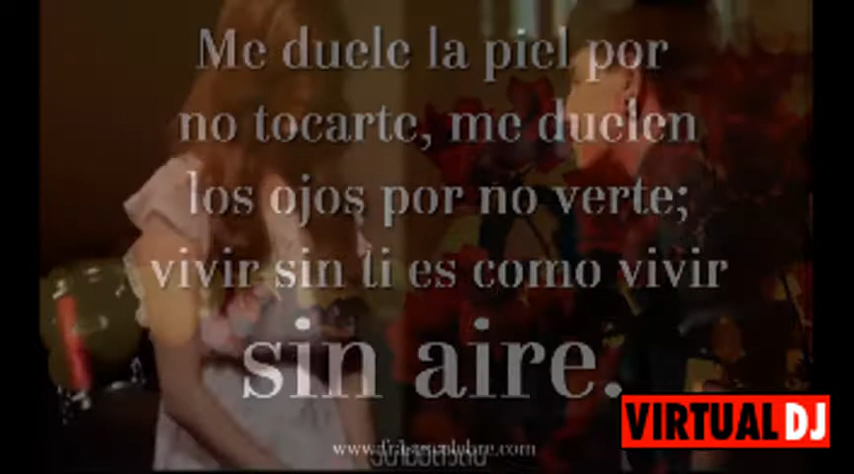 Me duele la piel por
no tocarte, me duelen
los ojos por no verte;
vivir sin ti es como vivir
sin aire.
VIRTUAL DJ